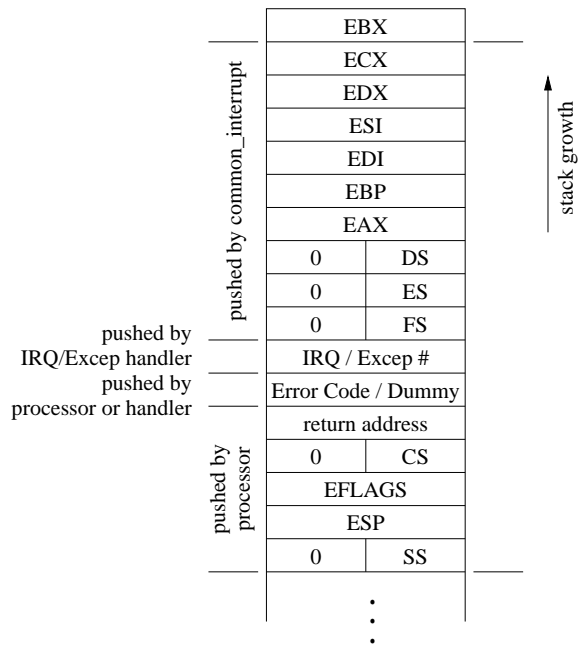 EBX
ECX
EDX
ESI
EDI
EBP
EAX
0 DS
0 ES
0 FS
IRQ / Excep #
Error Code / Dummy
return address
0 CS
EFLAGS
ESP
0 SS
pushed by common_interrupt
pushed by
IRQ/Excep handler
pushed by
processor or handler
pushed by
processor
stack growth